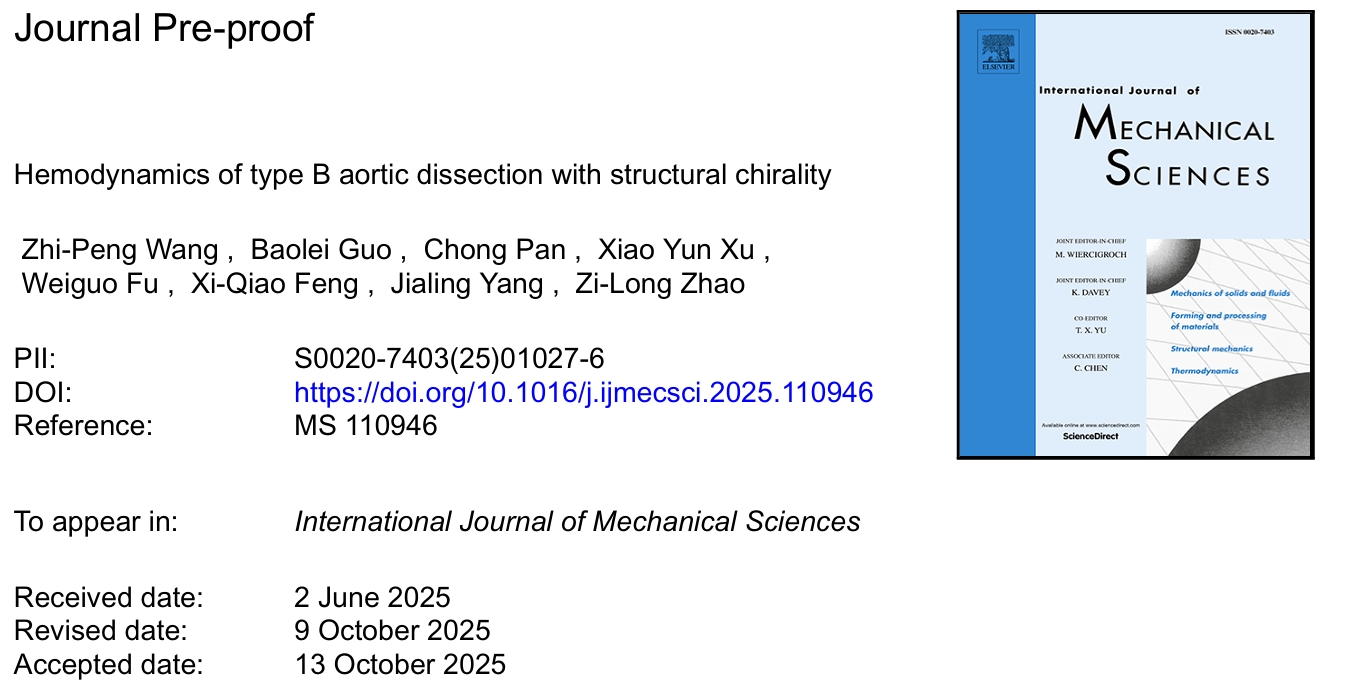 Journal Pre-proof
Hemodynamics of type B aortic dissection with structural chirality
Zhi-Peng Wang , Baolei Guo , Chong Pan , Xiao Yun Xu ,
Weiguo Fu , Xi-Qiao Feng , Jialing Yang , Zi-Long Zhao
PII: S0020-7403(25)01027-6
DOI: https://doi.org/10.1016/j.ijmecsci.2025.110946
Reference: MS 110946
To appear in: International Journal of Mechanical Sciences
Received date: 2 June 2025
Revised date: 9 October 2025
Accepted date: 13 October 2025
ISSN 0020-7403
ELSEVIER
International Journal of
MECHANICAL
SCIENCES
JOINT EDITOR-IN-CHIEF
M. WIERCIGROCH
JOINT EDITOR-IN-CHIEF
K. DAVEY
CO-EDITOR
T. X. YU
ASSOCIATE EDITOR
C. CHEN
Mechanics of solids and fluids
Forming and processing
of materials
Structural mechanics
Thermodynamics
Available online at www.sciencedirect.com
ScienceDirect